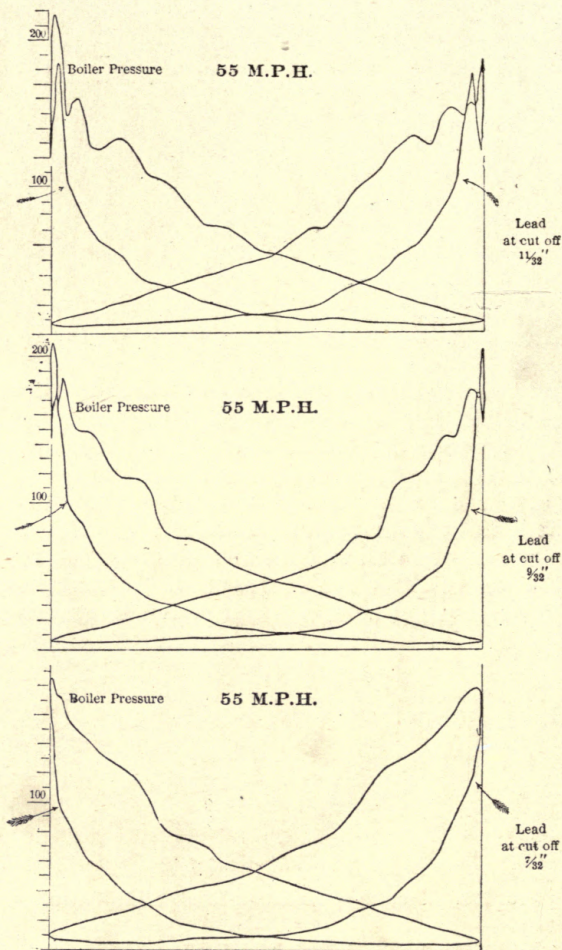 200
Boiler Pressure 55 M.P.H.
100
Lead
at cut off
11/32"
200
Boiler Pressure 55 M.P.H.
100
Lead
at cut off
9/32"
Boiler Pressure 55 M.P.H.
100
Lead
at cut off
7/32"